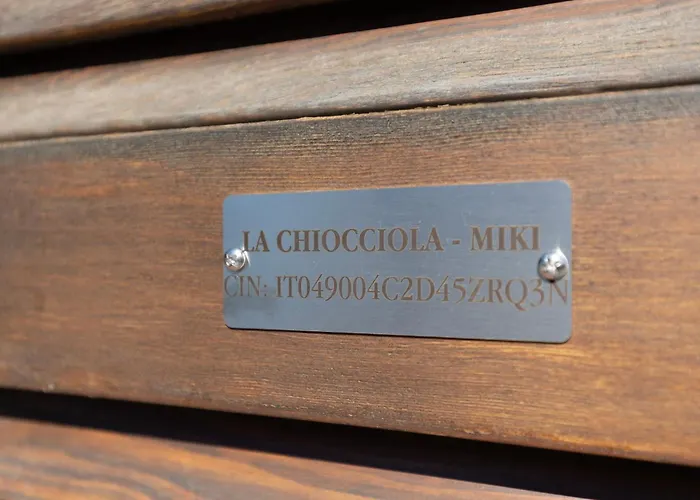 LA CHIOCCIOLA - MIKI
CIN: IT049004C2D45ZRQ3N